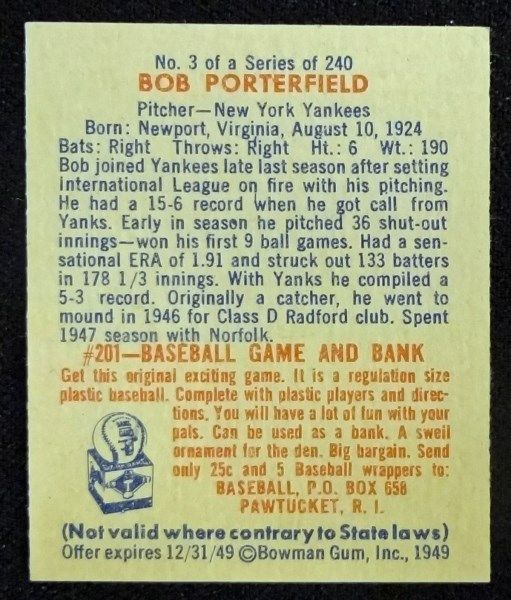 No. 3 of a Series of 240
BOB PORTERFIELD
Pitcher—New York Yankees
Born: Newport, Virginia, August 10, 1924
Bats: Right Throws: Right Ht.: 6 Wt.: 190
Bob joined Yankees late last season after setting
International League on fire with his pitching.
He had a 15-6 record when he got call from
Yanks. Early in season he pitched 36 shut-out
innings—won his first 9 ball games. Had a sen-
sational ERA of 1.91 and struck out 133 batters
in 178 1/3 innings. With Yanks he compiled a
5-3 record. Originally a catcher, he went to
mound in 1946 for Class D Radford club. Spent
1947 season with Norfolk.
#201—BASEBALL GAME AND BANK
Get this original exciting game. It is a regulation size
plastic baseball. Complete with plastic players and direc-
tions. You will have a lot of fun with your
pals. Can be used as a bank. A swell
ornament for the den. Big bargain. Send
only 25c and 5 Baseball wrappers to:
BASEBALL, P.O. BOX 658
PAWTUCKET, R. I.
(Not valid where contrary to State laws)
Offer expires 12/31/49 ©Bowman Gum, Inc., 1949